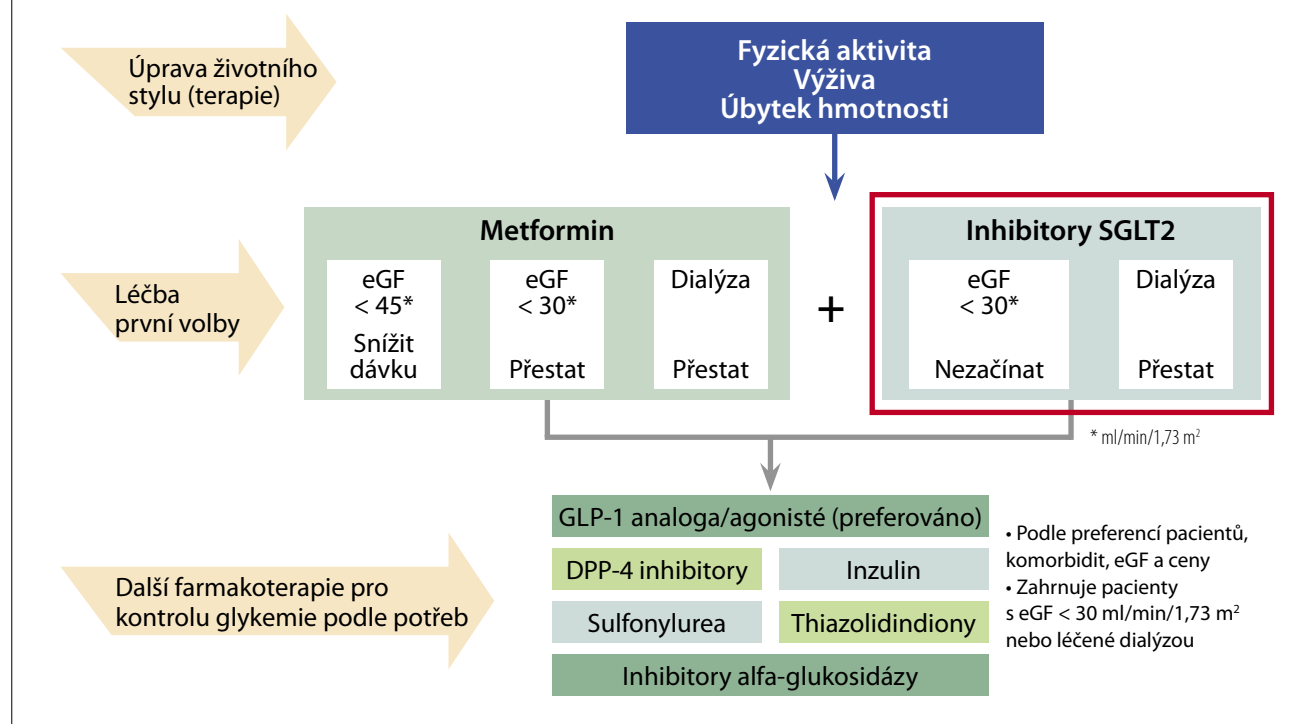 Úprava životního
stylu (terapie)
Fyzická aktivita
Výživa
Úbytek hmotnosti
Léčba
první volby
Metformin
eGF
< 45*
Snížit
dávku
eGF
< 30*
Přestat
Dialýza
Přestat
+
Inhibitory SGLT2
eGF
< 30*
Nezačínat
Dialýza
Přestat
* ml/min/1,73 m²
Další farmakoterapie pro
kontrolu glykemie podle potřeb
GLP-1 analoga/agonisté (preferováno)
DPP-4 inhibitory
Inzulin
Sulfonylurea
Thiazolidindiony
Inhibitory alfa-glukosidázy
• Podle preferencí pacientů,
komorbidit, eGF a ceny
• Zahrnuje pacienty
s eGF < 30 ml/min/1,73 m²
nebo léčené dialýzou